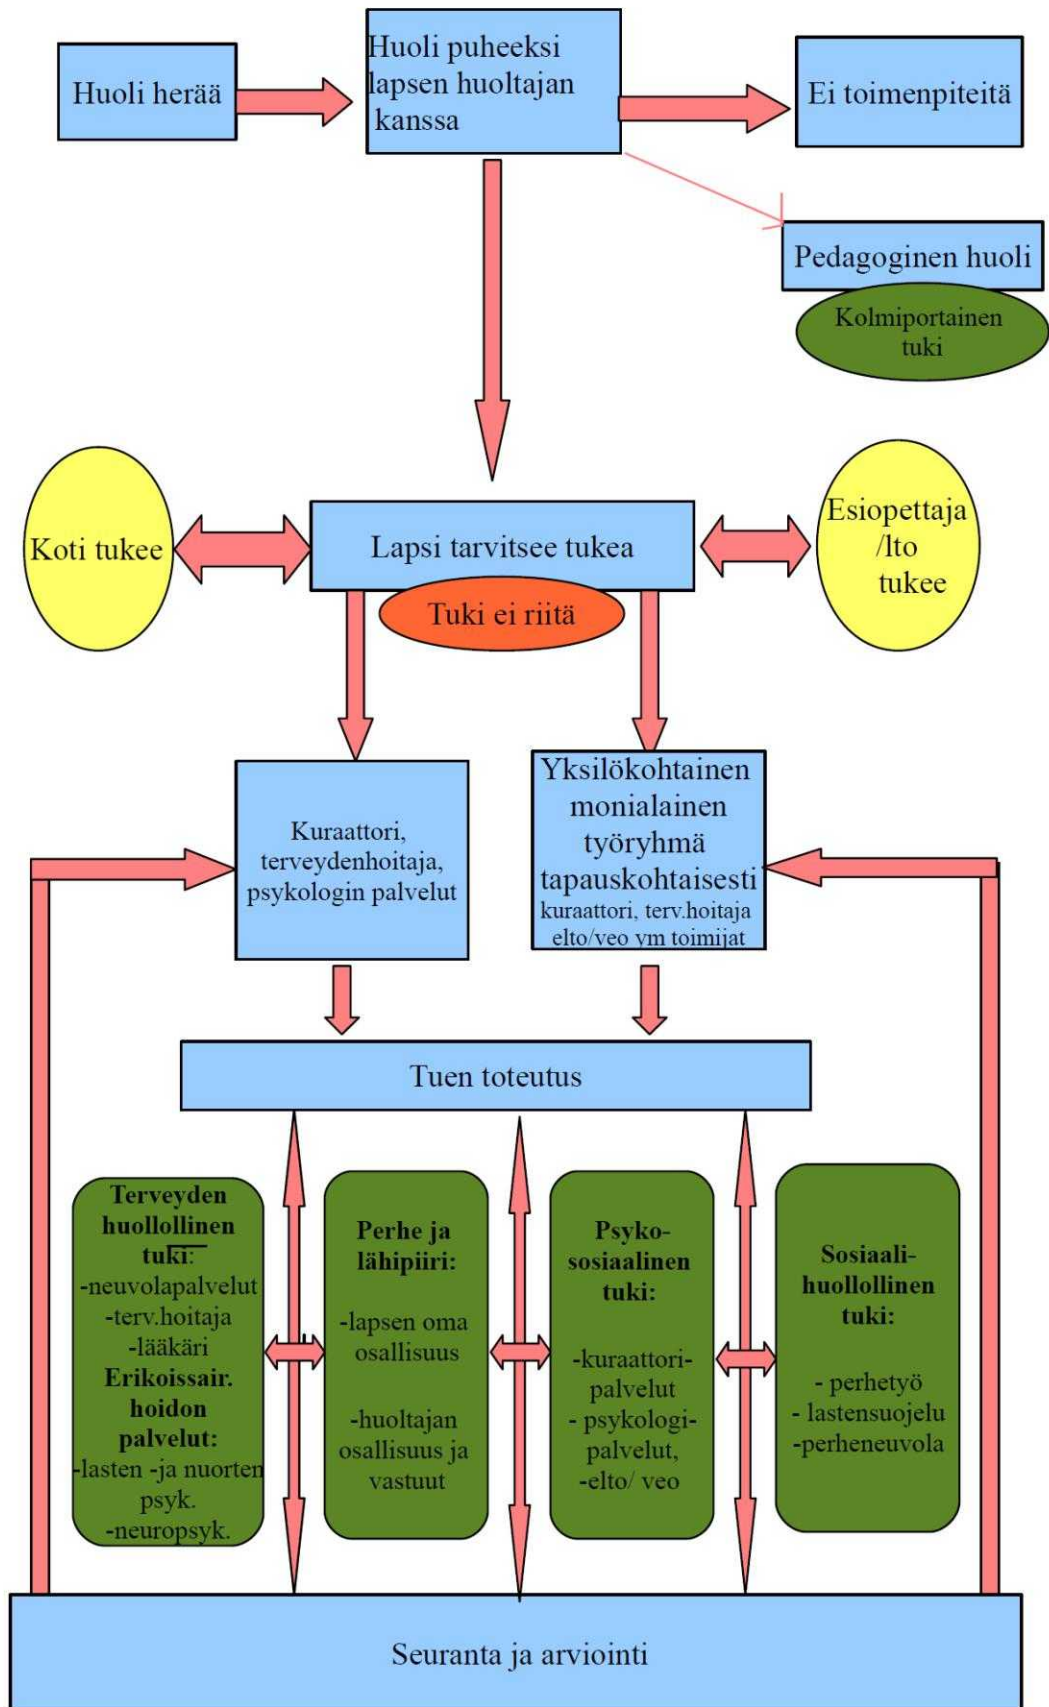 Huoli herää
Huoli puheeksi
lapsen huoltajan
kanssa
Ei toimenpiteitä
Pedagoginen huoli
Kolmiportainen
tuki
Koti tukee
Lapsi tarvitsee tukea
Esiopettaja
/lto
tukee
Tuki ei riitä
Kuraattori,
terveydenhoitaja,
psykologin palvelut
Yksilökohtainen
monialainen
työryhmä
tapauskohtaisesti
kuraattori, terv.hoitaja
elto/veo ym toimijat
Tuen toteutus
Terveyden
huollollinen
tuki:
-neuvolapalvelut
-terv.hoitaja
-lääkäri
Erikoissair.
hoidon
palvelut:
-lasten -ja nuorten
psyk.
-neuropsyk.
Perhe ja
lähipiiri:
-lapsen oma
osallisuus
-huoltajan
osallisuus ja
vastuut
Psyko-
sosiaalinen
tuki:
-kuraattori-
palvelut
- psykologi-
palvelut,
-elto/ veo
Sosiaali-
huollollinen
tuki:
- perhetyö
- lastensuojelu
-perheneuvola
Seuranta ja arviointi